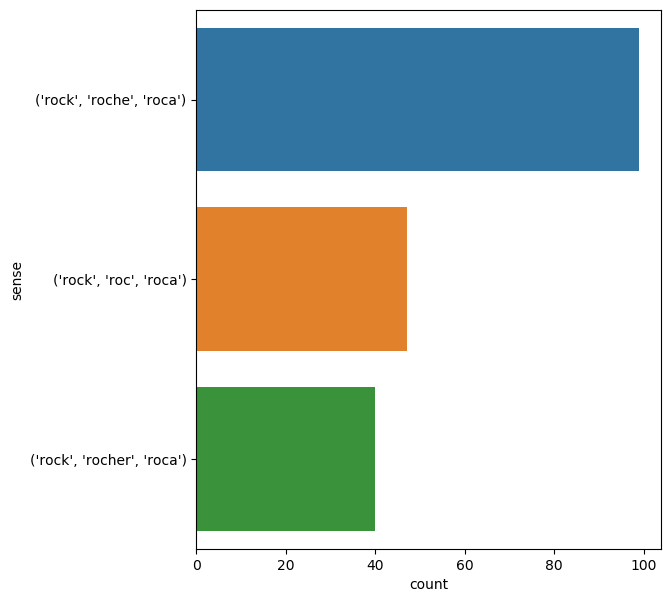 ('rock', 'roche', 'roca')
('rock', 'roc', 'roca')
('rock', 'rocher', 'roca')
sense
0 20 40 60 80 100
count